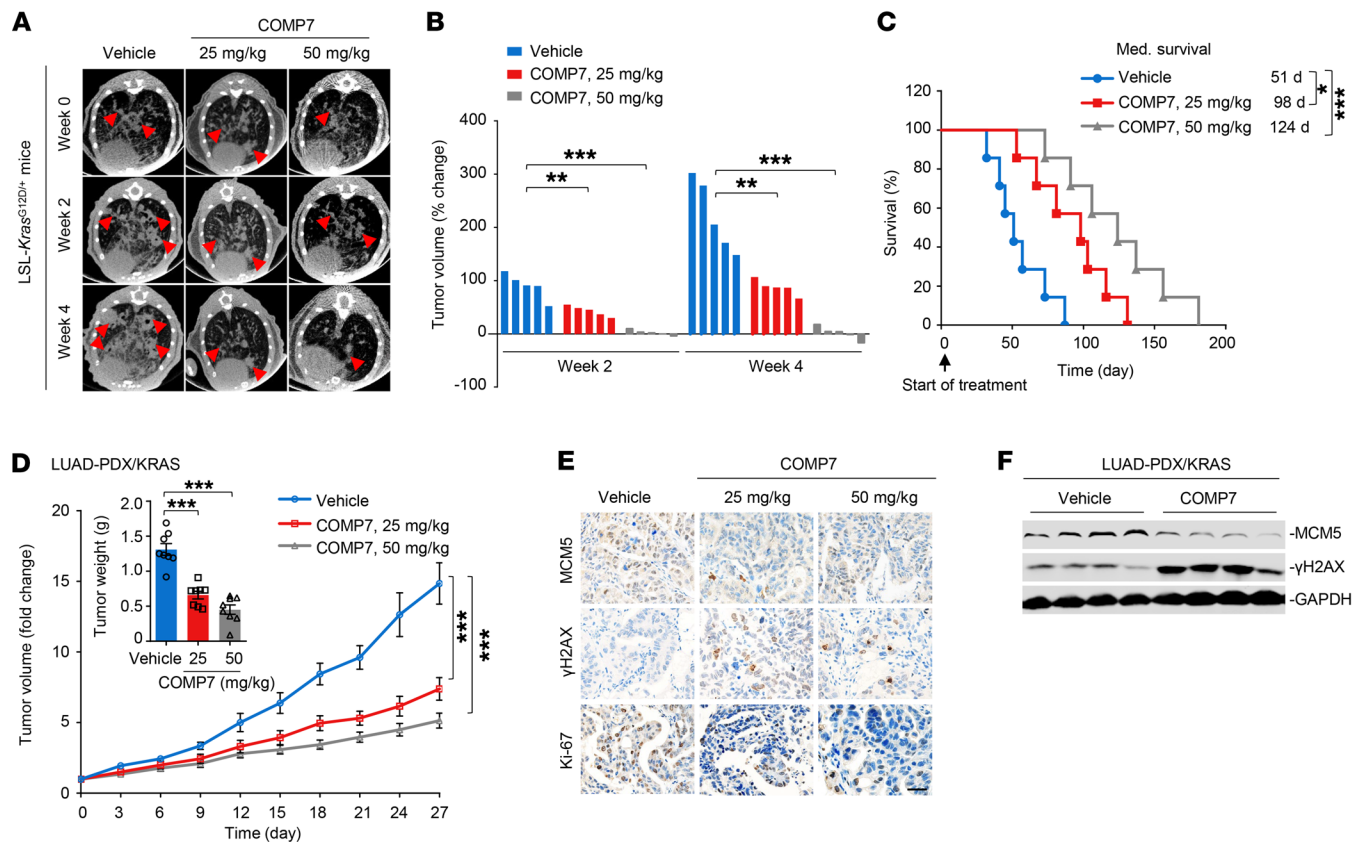 A
COMP7
Vehicle
25 mg/kg
50 mg/kg
LSL-KrasG12D/+ mice
Week 0
Week 2
Week 4
B
Vehicle
COMP7, 25 mg/kg
COMP7, 50 mg/kg
Tumor volume (% change)
400
300
200
100
0
-100
***
**
***
**
Week 2
Week 4
C
Med. survival
Vehicle 51 d
COMP7, 25 mg/kg 98 d
COMP7, 50 mg/kg 124 d
*
***
Survival (%)
120
100
80
60
40
20
0
0 50 100 150 200
Start of treatment
Time (day)
D
LUAD-PDX/KRAS
Tumor volume (fold change)
20
15
10
5
0
0 3 6 9 12 15 18 21 24 27
Time (day)
Vehicle
COMP7, 25 mg/kg
COMP7, 50 mg/kg
***
***
Tumor weight (g)
2.0
1.5
1.0
0.5
0
***
***
Vehicle 25 50
COMP7 (mg/kg)
E
COMP7
Vehicle
25 mg/kg
50 mg/kg
MCM5
γH2AX
Ki-67
F
LUAD-PDX/KRAS
Vehicle
COMP7
-MCM5
-γH2AX
-GAPDH